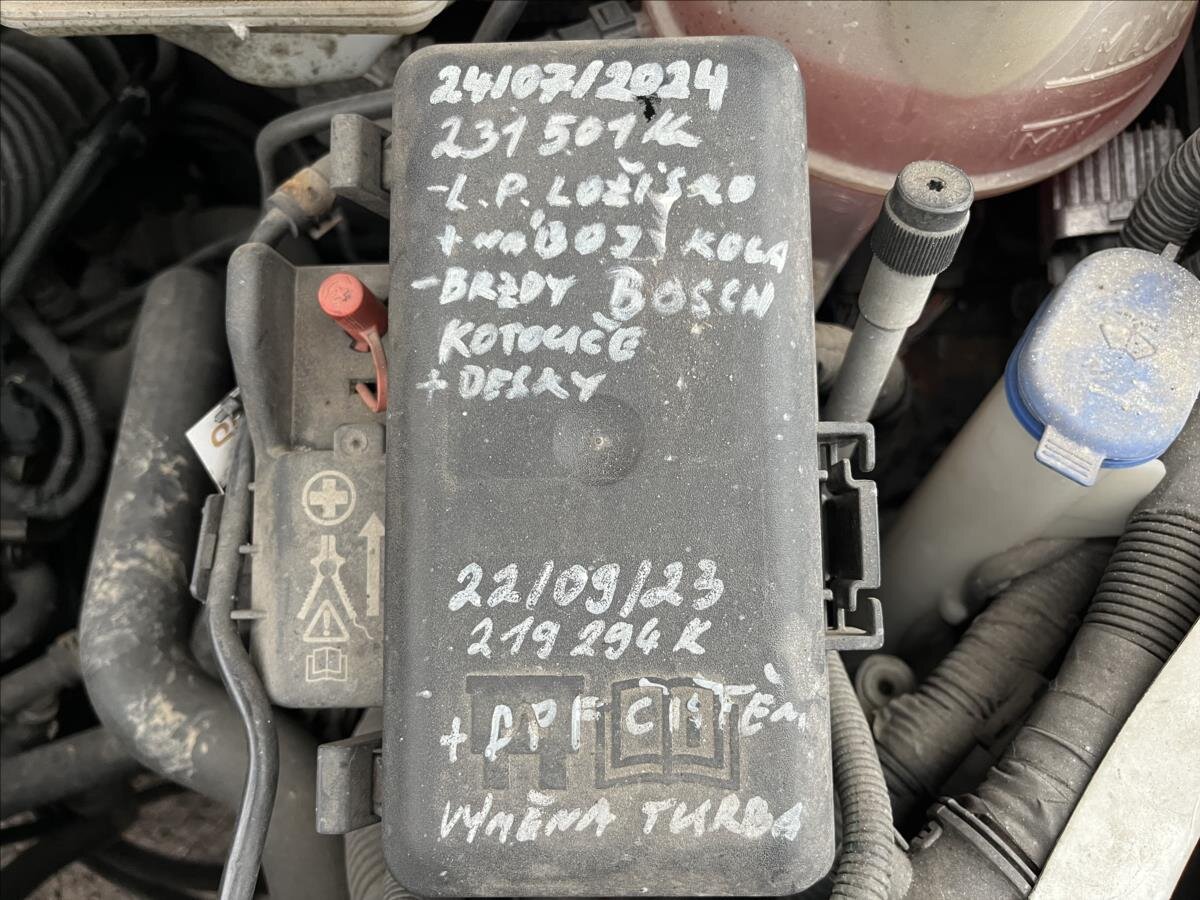 24/07/2024
231 501 K
- L. P. LOŽISKO
+ NÁBOJ KOLA
- BRZDY BOSCH
KOTOUČE
+ DESKY
22/09/23
219 294 K
+ DPF ČIŠTĚN
VÝMĚNA TURBA